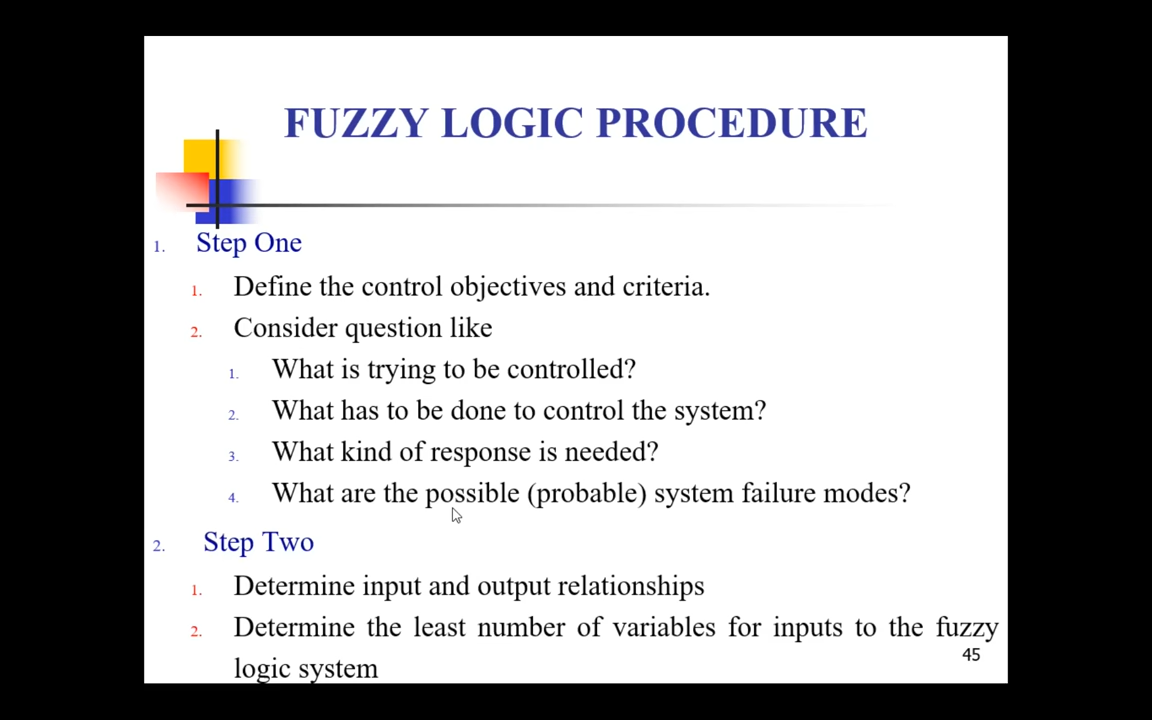 FUZZY LOGIC PROCEDURE
1. Step One
1. Define the control objectives and criteria.
2. Consider question like
1. What is trying to be controlled?
2. What has to be done to control the system?
3. What kind of response is needed?
4. What are the possible (probable) system failure modes?
2. Step Two
1. Determine input and output relationships
2. Determine the least number of variables for inputs to the fuzzy
logic system
45